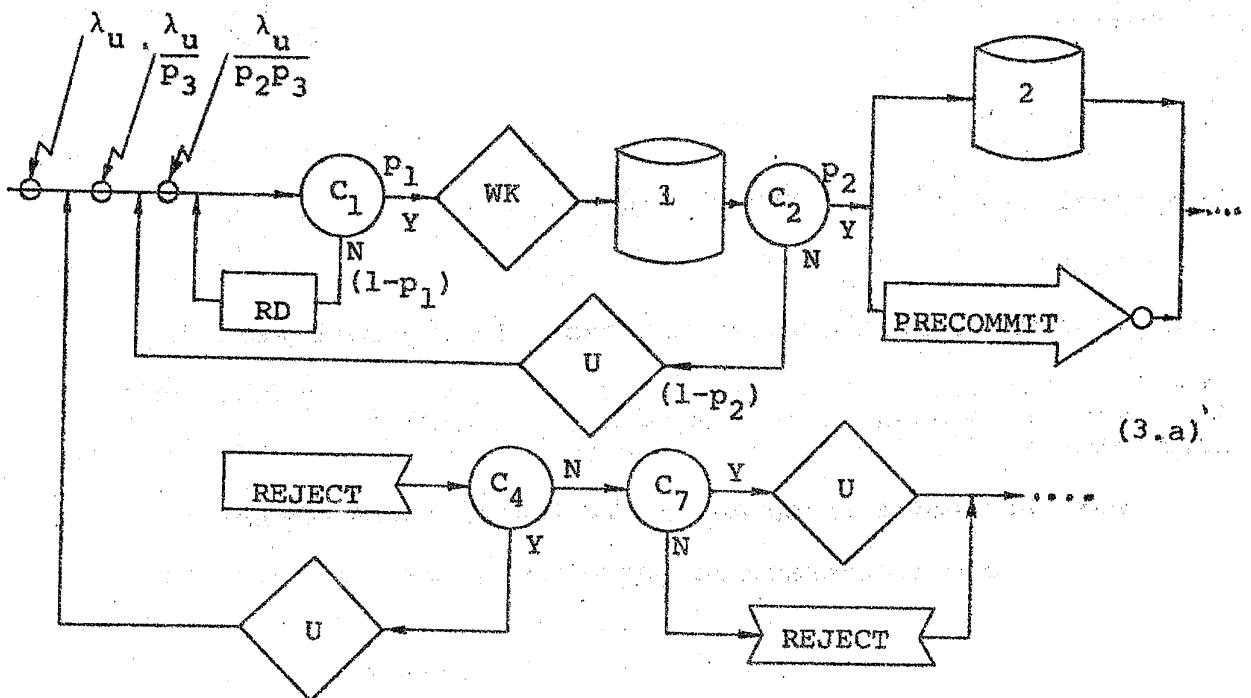 λu
λu
p3
λu
p2p3
2
C1
p1
Y
N
(1-p1)
WK
1
C2
p2
Y
N
RD
PRECOMMIT
U
(1-p2)
(3.a)'
REJECT
C4
N
Y
C7
Y
N
U
....
....
U
REJECT